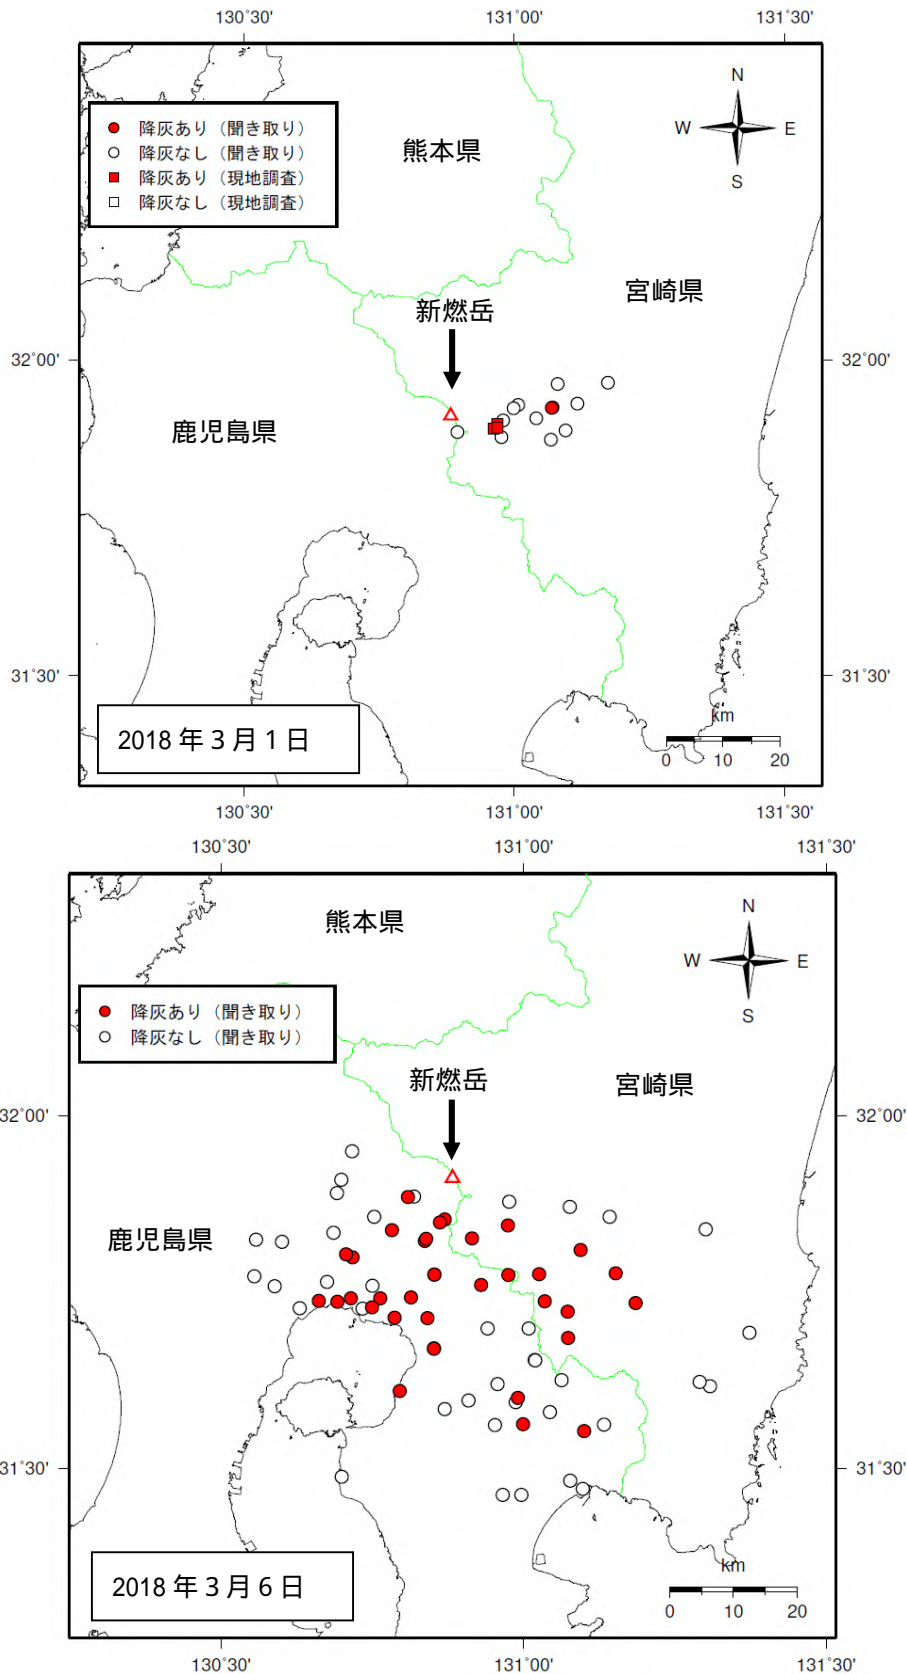 130˚30' 131˚00' 131˚30'
N
W E
S
降灰あり（聞き取り）
降灰なし（聞き取り）
降灰あり（現地調査）
降灰なし（現地調査）
熊本県
宮崎県
新燃岳
32˚00' 32˚00'
鹿児島県
31˚30' 31˚30'
km
0 10 20
2018 年 3 月 1 日
130˚30' 131˚00' 131˚30'
130˚30' 131˚00' 131˚30'
熊本県
N
W E
S
降灰あり（聞き取り）
降灰なし（聞き取り）
新燃岳
宮崎県
32˚00' 32˚00'
鹿児島県
31˚30' 31˚30'
km
0 10 20
2018 年 3 月 6 日
130˚30' 131˚00' 131˚30'